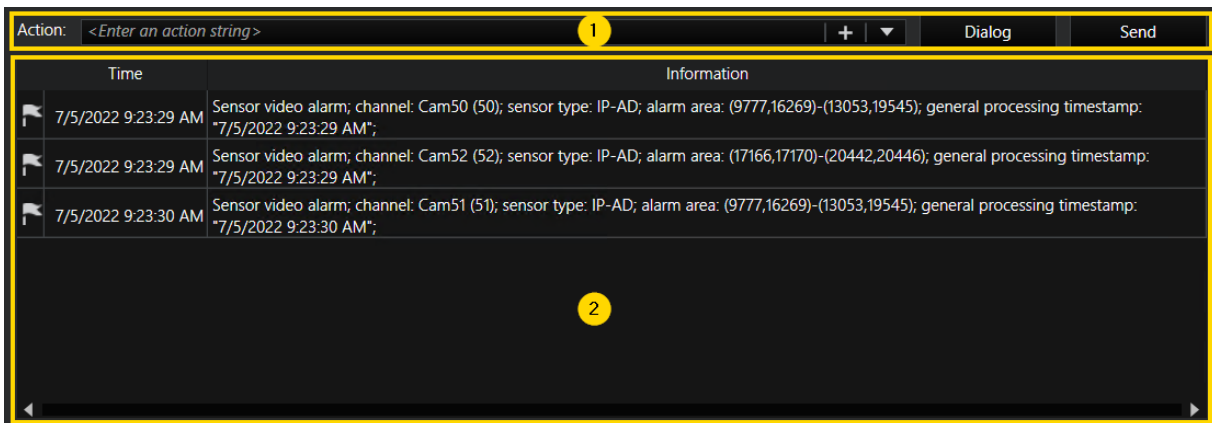 Action: <Enter an action string> 1 + Dialog Send
Time Information
7/5/2022 9:23:29 AM Sensor video alarm; channel: Cam50 (50); sensor type: IP-AD; alarm area: (9777,16269)-(13053,19545); general processing timestamp:
"7/5/2022 9:23:29 AM";
7/5/2022 9:23:29 AM Sensor video alarm; channel: Cam52 (52); sensor type: IP-AD; alarm area: (17166,17170)-(20442,20446); general processing timestamp:
"7/5/2022 9:23:29 AM";
7/5/2022 9:23:30 AM Sensor video alarm; channel: Cam51 (51); sensor type: IP-AD; alarm area: (9777,16269)-(13053,19545); general processing timestamp:
"7/5/2022 9:23:30 AM";
2